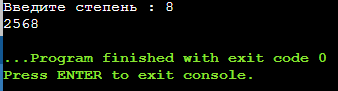 Введите степень : 8
2568
...Program finished with exit code 0
Press ENTER to exit console.